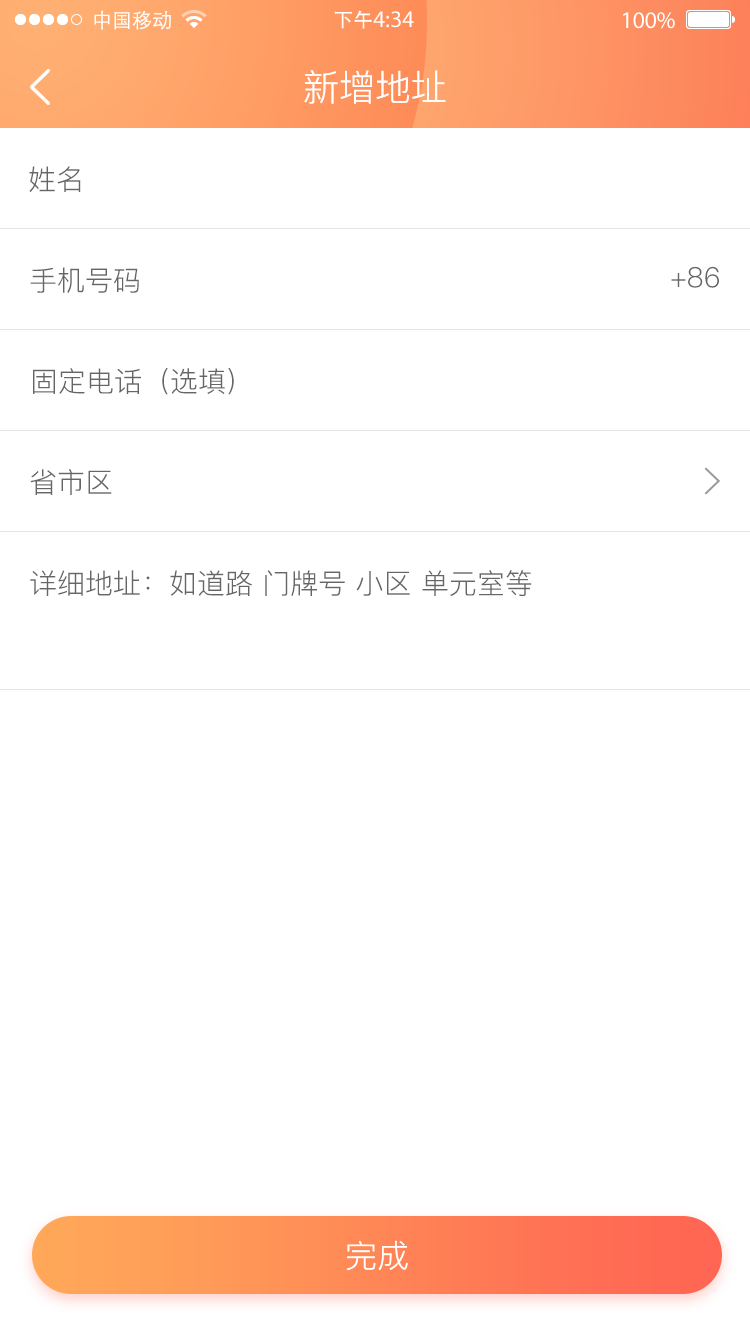 中国移动 下午4:34 100%
新增地址
姓名
手机号码 +86
固定电话（选填）
省市区
详细地址：如道路 门牌号 小区 单元室等
完成